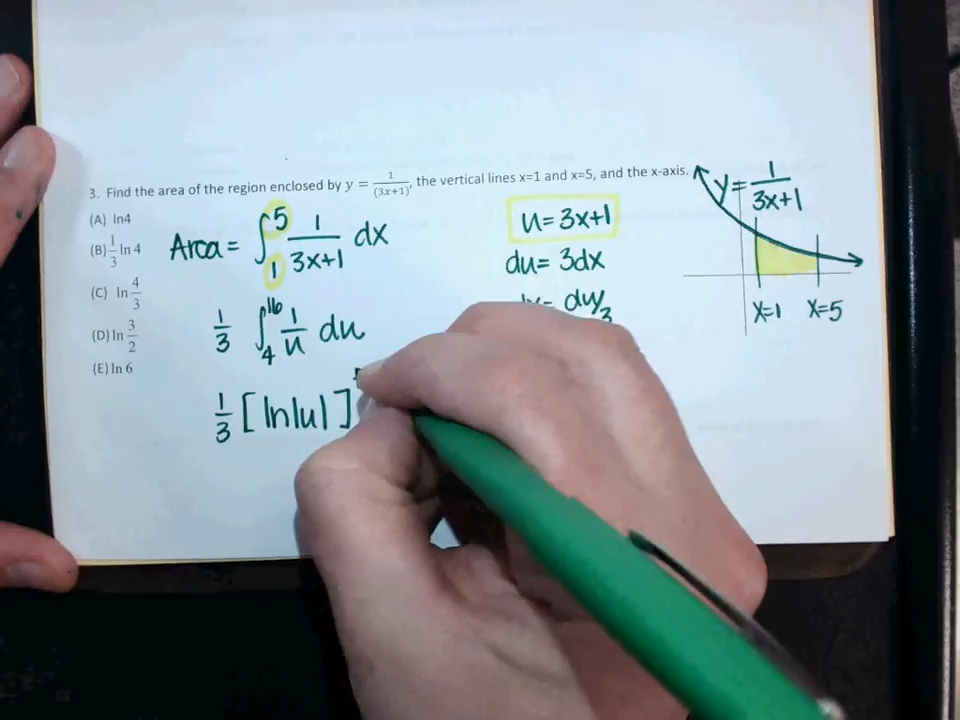 3. Find the area of the region enclosed by y = 1/(3x+1), the vertical lines x=1 and x=5, and the x-axis.
(A) ln4
(B) 1/3 ln 4
(C) ln 4/3
(D) ln 3/2
(E) ln 6
Area = ∫₁⁵ 1/(3x+1) dx
1/3 ∫₄¹⁶ 1/u du
1/3 [ln|u|]
u = 3x+1
du = 3dx
= du/3
y = 1/(3x+1)
x=1 x=5